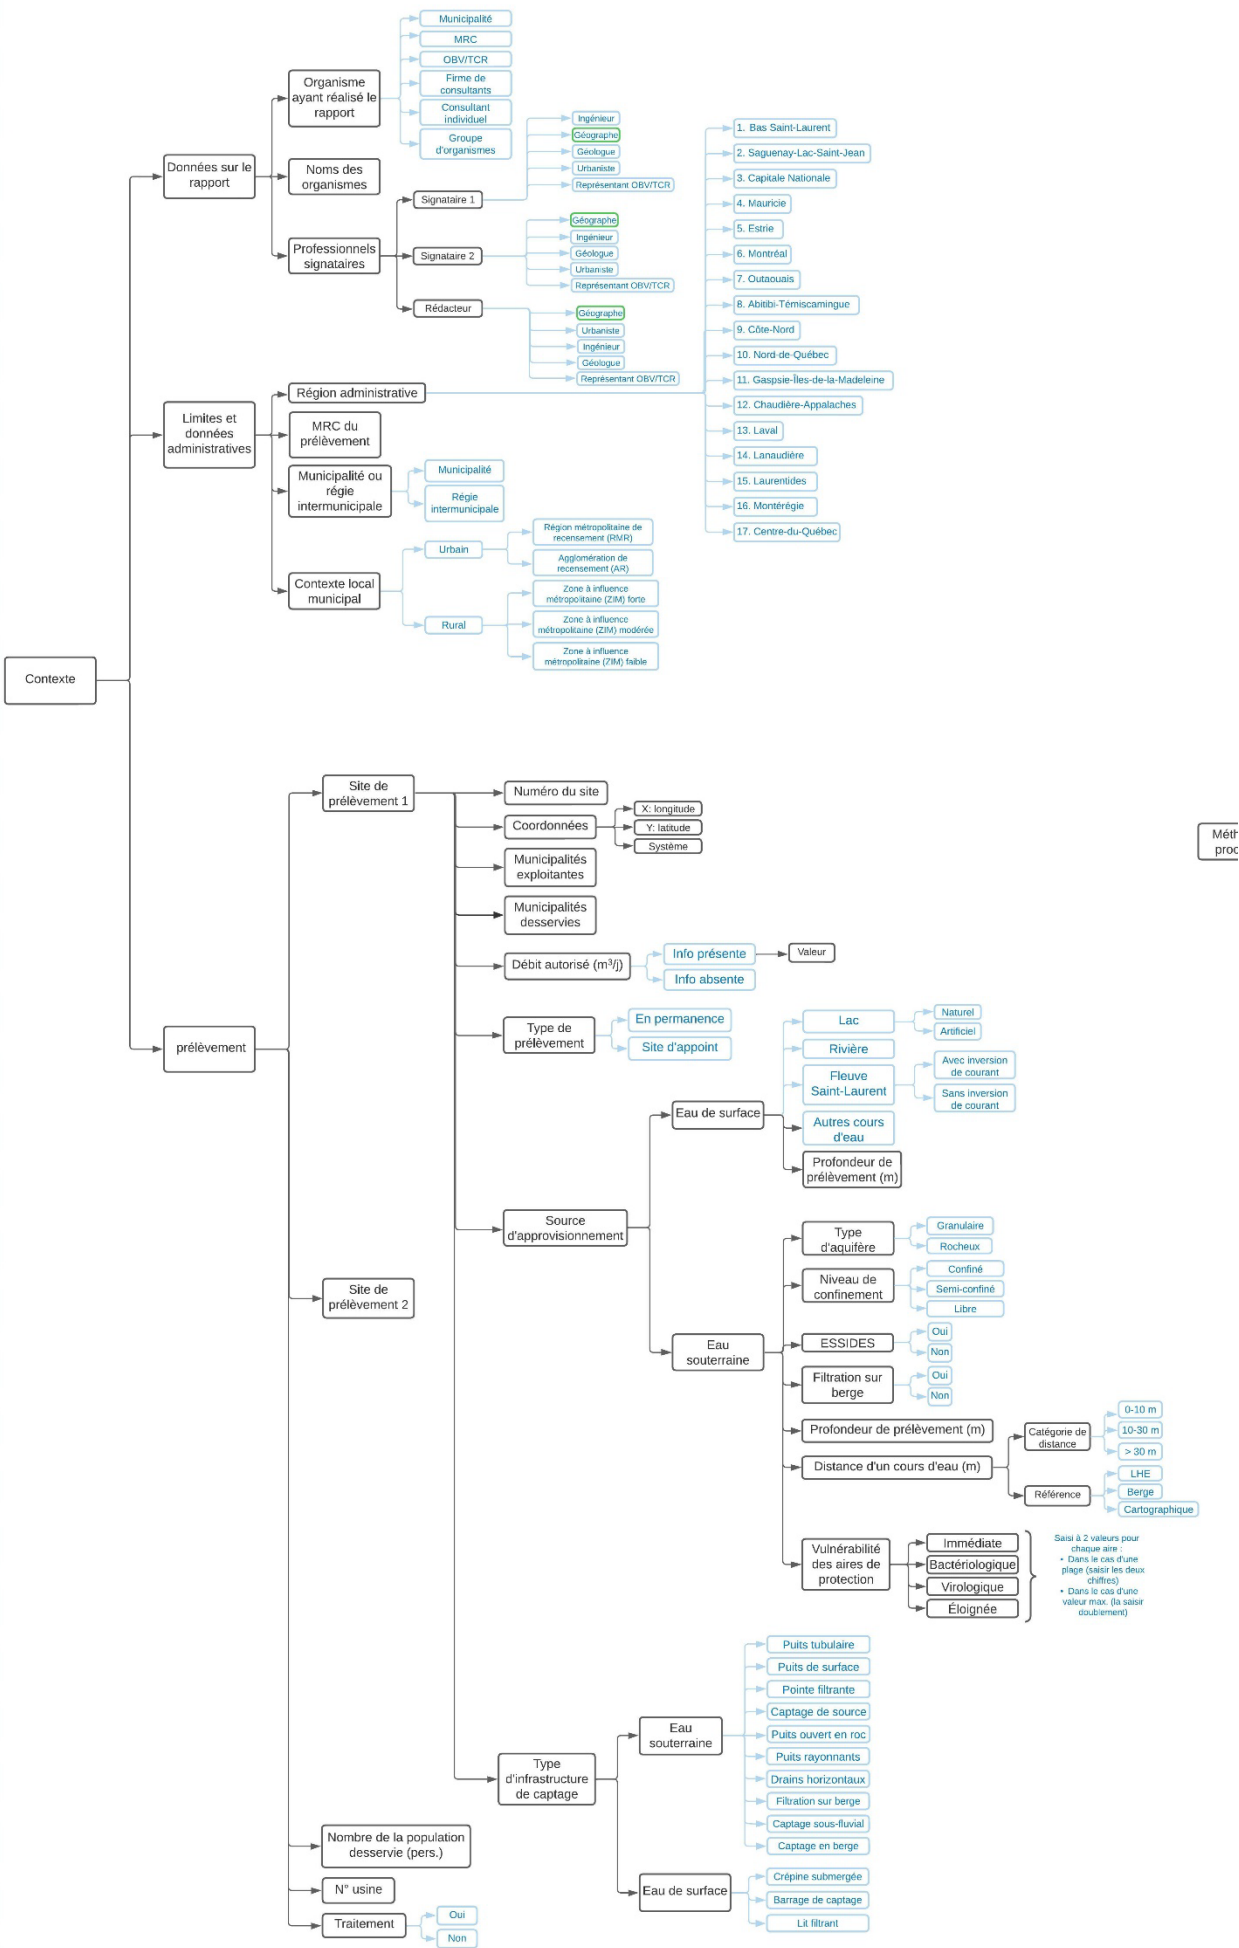 Contexte
Données sur le
rapport
Organisme
ayant réalisé le
rapport
Municipalité
MRC
OBV/TCR
Firme de
consultants
Consultant
individuel
Groupe
d'organismes
Noms des
organismes
Professionnels
signataires
Signataire 1
Ingénieur
Géographe
Géologue
Urbaniste
Représentant OBV/TCR
Signataire 2
Géographe
Ingénieur
Géologue
Urbaniste
Représentant OBV/TCR
Rédacteur
Géographe
Urbaniste
Ingénieur
Géologue
Représentant OBV/TCR
Limites et
données
administratives
Région administrative
1. Bas Saint-Laurent
2. Saguenay-Lac-Saint-Jean
3. Capitale Nationale
4. Mauricie
5. Estrie
6. Montréal
7. Outaouais
8. Abitibi-Témiscamingue
9. Côte-Nord
10. Nord-de-Québec
11. Gaspsie-Îles-de-la-Madeleine
12. Chaudière-Appalaches
13. Laval
14. Lanaudière
15. Laurentides
16. Montérégie
17. Centre-du-Québec
MRC du
prélèvement
Municipalité ou
régie
intermunicipale
Municipalité
Régie
intermunicipale
Contexte local
municipal
Urbain
Région métropolitaine de
recensement (RMR)
Agglomération de
recensement (AR)
Rural
Zone à influence
métropolitaine (ZIM) forte
Zone à influence
métropolitaine (ZIM) modérée
Zone à influence
métropolitaine (ZIM) faible
prélèvement
Site de
prélèvement 1
Numéro du site
Coordonnées
X: longitude
Y: latitude
Système
Municipalités
exploitantes
Municipalités
desservies
Débit autorisé (m³/j)
Info présente
Valeur
Info absente
Type de
prélèvement
En permanence
Site d'appoint
Source
d'approvisionnement
Eau de surface
Lac
Naturel
Artificiel
Rivière
Fleuve
Saint-Laurent
Avec inversion
de courant
Sans inversion
de courant
Autres cours
d'eau
Profondeur de
prélèvement (m)
Eau
souterraine
Type
d'aquifère
Granulaire
Rocheux
Niveau de
confinement
Confiné
Semi-confiné
Libre
ESSIDES
Oui
Non
Filtration sur
berge
Oui
Non
Profondeur de prélèvement (m)
Distance d'un cours d'eau (m)
Catégorie de
distance
0-10 m
10-30 m
> 30 m
Référence
LHE
Berge
Cartographique
Vulnérabilité
des aires de
protection
Immédiate
Bactériologique
Virologique
Éloignée
Saisi à 2 valeurs pour
chaque aire :
• Dans le cas d'une
plage (saisir les deux
chiffres)
• Dans le cas d'une
valeur max. (la saisir
doublement)
Type
d'infrastructure
de captage
Eau
souterraine
Puits tubulaire
Puits de surface
Pointe filtrante
Captage de source
Puits ouvert en roc
Puits rayonnants
Drains horizontaux
Filtration sur berge
Captage sous-fluvial
Captage en berge
Eau de surface
Crépine submergée
Barrage de captage
Lit filtrant
Site de
prélèvement 2
Nombre de la population
desservie (pers.)
N° usine
Traitement
Oui
Non